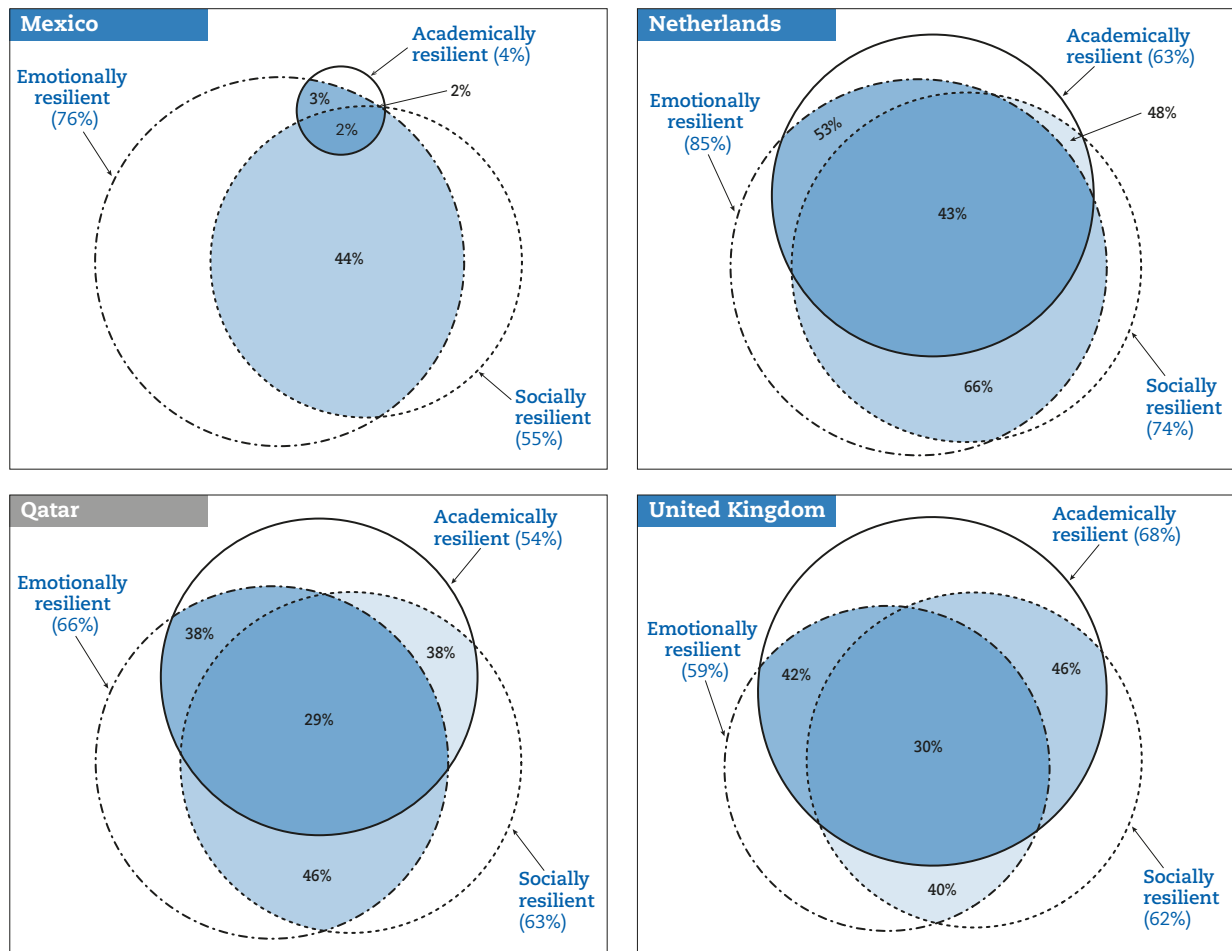 Mexico
Academically
resilient (4%)
Emotionally
resilient
(76%)
3%
2%
2%
44%
Socially
resilient
(55%)
Netherlands
Academically
resilient (63%)
Emotionally
resilient
(85%)
53%
48%
43%
66%
Socially
resilient
(74%)
Qatar
Academically
resilient (54%)
Emotionally
resilient
(66%)
38%
38%
29%
46%
Socially
resilient
(63%)
United Kingdom
Academically
resilient (68%)
Emotionally
resilient
(59%)
42%
46%
30%
40%
Socially
resilient
(62%)